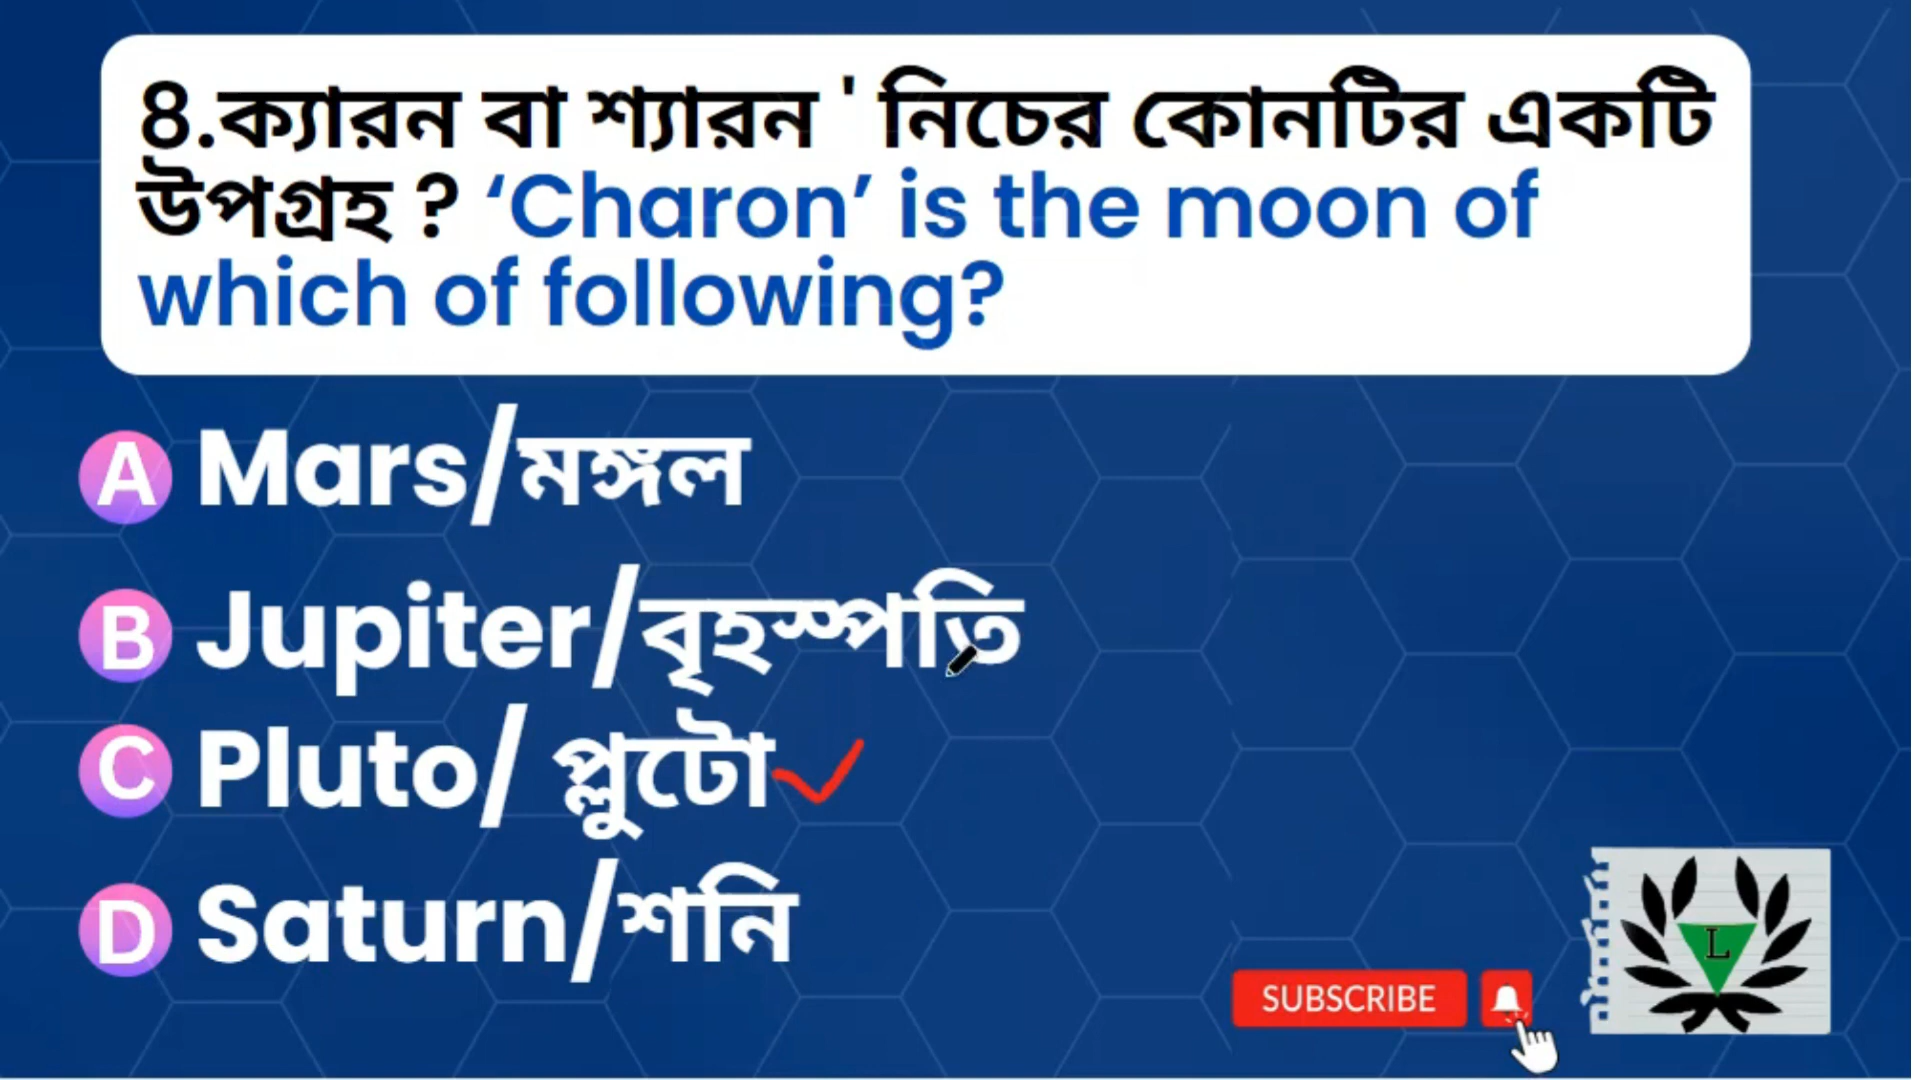 8.ক্যারন বা শ্যারন ' নিচের কোনটির একটি
উপগ্রহ ? ‘Charon’ is the moon of
which of following?
A Mars/মঙ্গল
B Jupiter/বৃহস্পতি
C Pluto/ প্লুটো
D Saturn/শনি
SUBSCRIBE
L